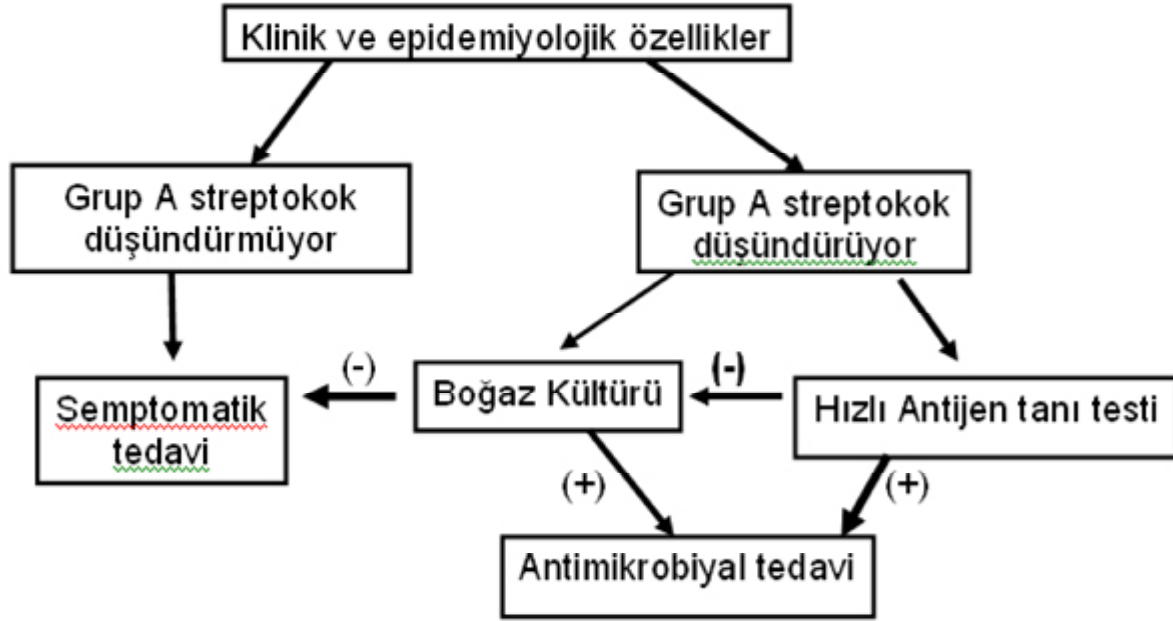 Klinik ve epidemiyolojik özellikler
Grup A streptokok
düşündürmüyor
Grup A streptokok
düşündürüyor
Semptomatik
tedavi
(-)
Boğaz Kültürü
(-)
Hızlı Antijen tanı testi
(+)
(+)
Antimikrobiyal tedavi